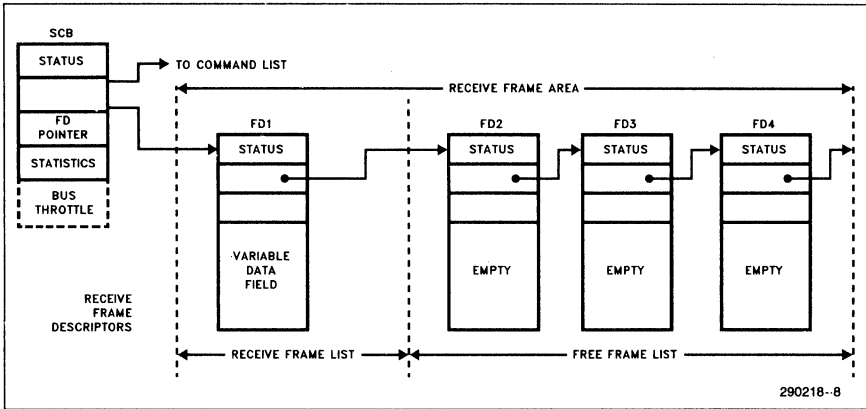 SCB
STATUS
TO COMMAND LIST
FD
POINTER
STATISTICS
BUS
THROTTLE
RECEIVE FRAME AREA
FD1
STATUS
VARIABLE
DATA
FIELD
FD2
STATUS
EMPTY
FD3
STATUS
EMPTY
FD4
STATUS
EMPTY
RECEIVE
FRAME
DESCRIPTORS
RECEIVE FRAME LIST
FREE FRAME LIST
290218-8